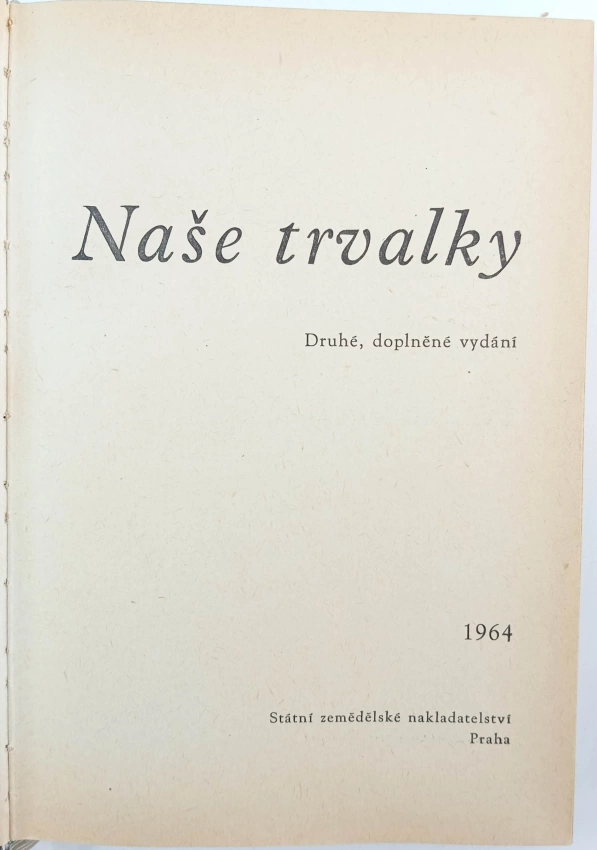 Naše trvalky
Druhé, doplněné vydání
1964
Státní zemědělské nakladatelství
Praha